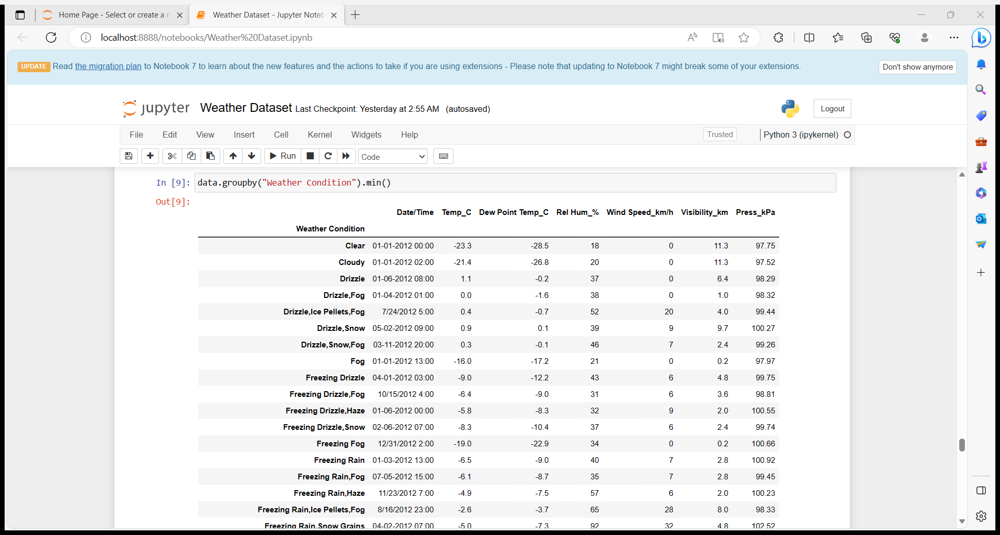 Home Page - Select or create a n
Weather Dataset - Jupyter Noteb
localhost:8888/notebooks/Weather%20Dataset.ipynb
UPDATE Read the migration plan to Notebook 7 to learn about the new features and the actions to take if you are using extensions - Please note that updating to Notebook 7 might break some of your extensions. Don't show anymore
jupyter Weather Dataset Last Checkpoint: Yesterday at 2:55 AM (autosaved) Logout
File Edit View Insert Cell Kernel Widgets Help Trusted Python 3 (ipykernel)
Run Code
In [9]: data.groupby("Weather Condition").min()
Out[9]:
Date/Time Temp_C Dew Point Temp_C Rel Hum_% Wind Speed_km/h Visibility_km Press_kPa
Weather Condition
Clear 01-01-2012 00:00 -23.3 -28.5 18 0 11.3 97.75
Cloudy 01-01-2012 02:00 -21.4 -26.8 20 0 11.3 97.52
Drizzle 01-06-2012 08:00 1.1 -0.2 37 0 6.4 98.29
Drizzle,Fog 01-04-2012 01:00 0.0 -1.6 38 0 1.0 98.32
Drizzle,Ice Pellets,Fog 7/24/2012 5:00 0.4 -0.7 52 20 4.0 99.44
Drizzle,Snow 05-02-2012 09:00 0.9 0.1 39 9 9.7 100.27
Drizzle,Snow,Fog 03-11-2012 20:00 0.3 -0.1 46 7 2.4 99.26
Fog 01-01-2012 13:00 -16.0 -17.2 21 0 0.2 97.97
Freezing Drizzle 04-01-2012 03:00 -9.0 -12.2 43 6 4.8 99.75
Freezing Drizzle,Fog 10/15/2012 4:00 -6.4 -9.0 31 6 3.6 98.81
Freezing Drizzle,Haze 01-06-2012 00:00 -5.8 -8.3 32 9 2.0 100.55
Freezing Drizzle,Snow 02-06-2012 07:00 -8.3 -10.4 37 6 2.4 99.74
Freezing Fog 12/31/2012 2:00 -19.0 -22.9 34 0 0.2 100.66
Freezing Rain 01-03-2012 13:00 -6.5 -9.0 40 7 2.8 100.92
Freezing Rain,Fog 07-05-2012 15:00 -6.1 -8.7 35 7 2.8 99.45
Freezing Rain,Haze 11/23/2012 7:00 -4.9 -7.5 57 6 2.0 100.23
Freezing Rain,Ice Pellets,Fog 8/16/2012 23:00 -2.6 -3.7 65 28 8.0 98.33
Freezing Rain,Snow Grains 04-02-2012 07:00 -5.0 -7.3 92 32 4.8 102.52